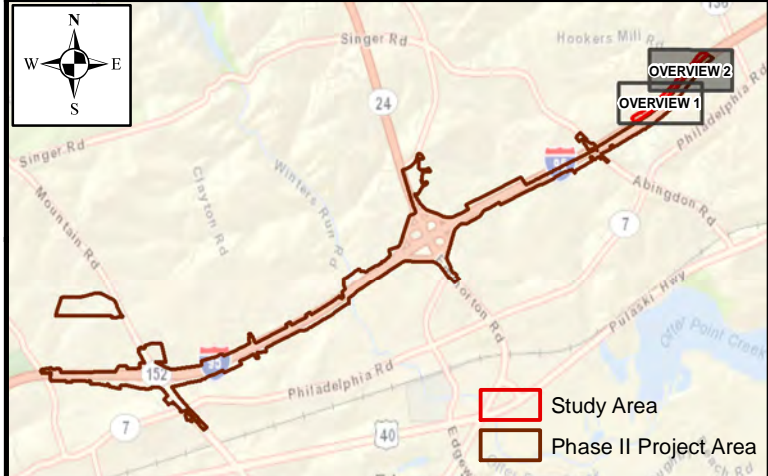 N
W E
S
136
Singer Rd
Hookers Mill Rd
OVERVIEW 2
OVERVIEW 1
24
Philadelphia Rd
Singer Rd
95
Clayton Rd
Winters Run Rd
Abingdon Rd
Mountain Rd
7
Pulaski Hwy
Otter Point Creek
95
152
Philadelphia Rd
Study Area
7
40
Phase II Project Area